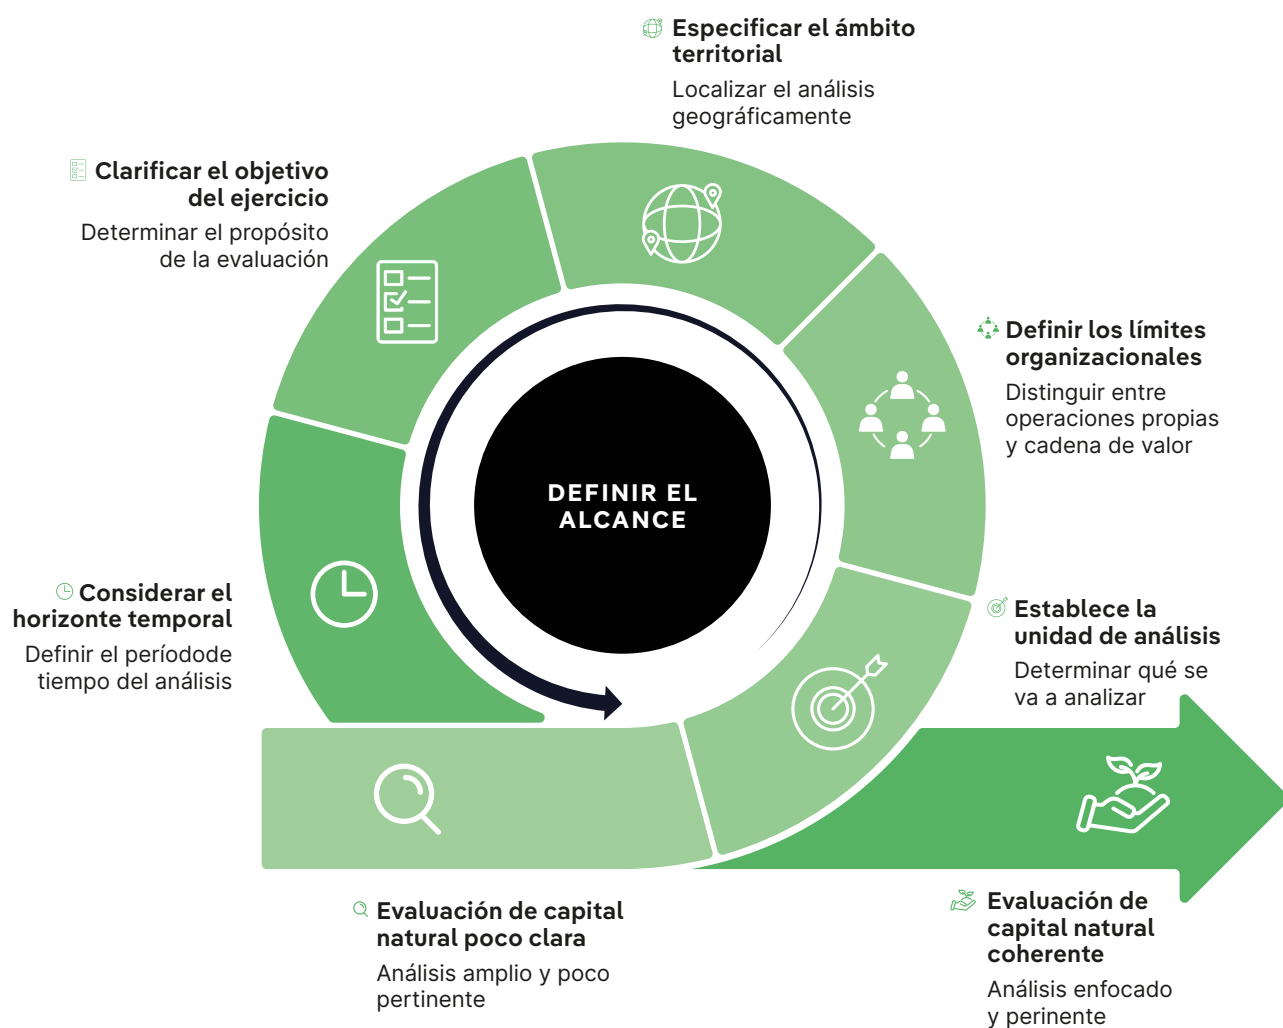 Especificar el ámbito
territorial
Localizar el análisis
geográficamente
Clarificar el objetivo
del ejercicio
Determinar el propósito
de la evaluación
Definir los límites
organizacionales
Distinguir entre
operaciones propias
y cadena de valor
DEFINIR EL
ALCANCE
Considerar el
horizonte temporal
Definir el períodode
tiempo del análisis
Establece la
unidad de análisis
Determinar qué se
va a analizar
Evaluación de capital
natural poco clara
Análisis amplio y poco
pertinente
Evaluación de
capital natural
coherente
Análisis enfocado
y perinente